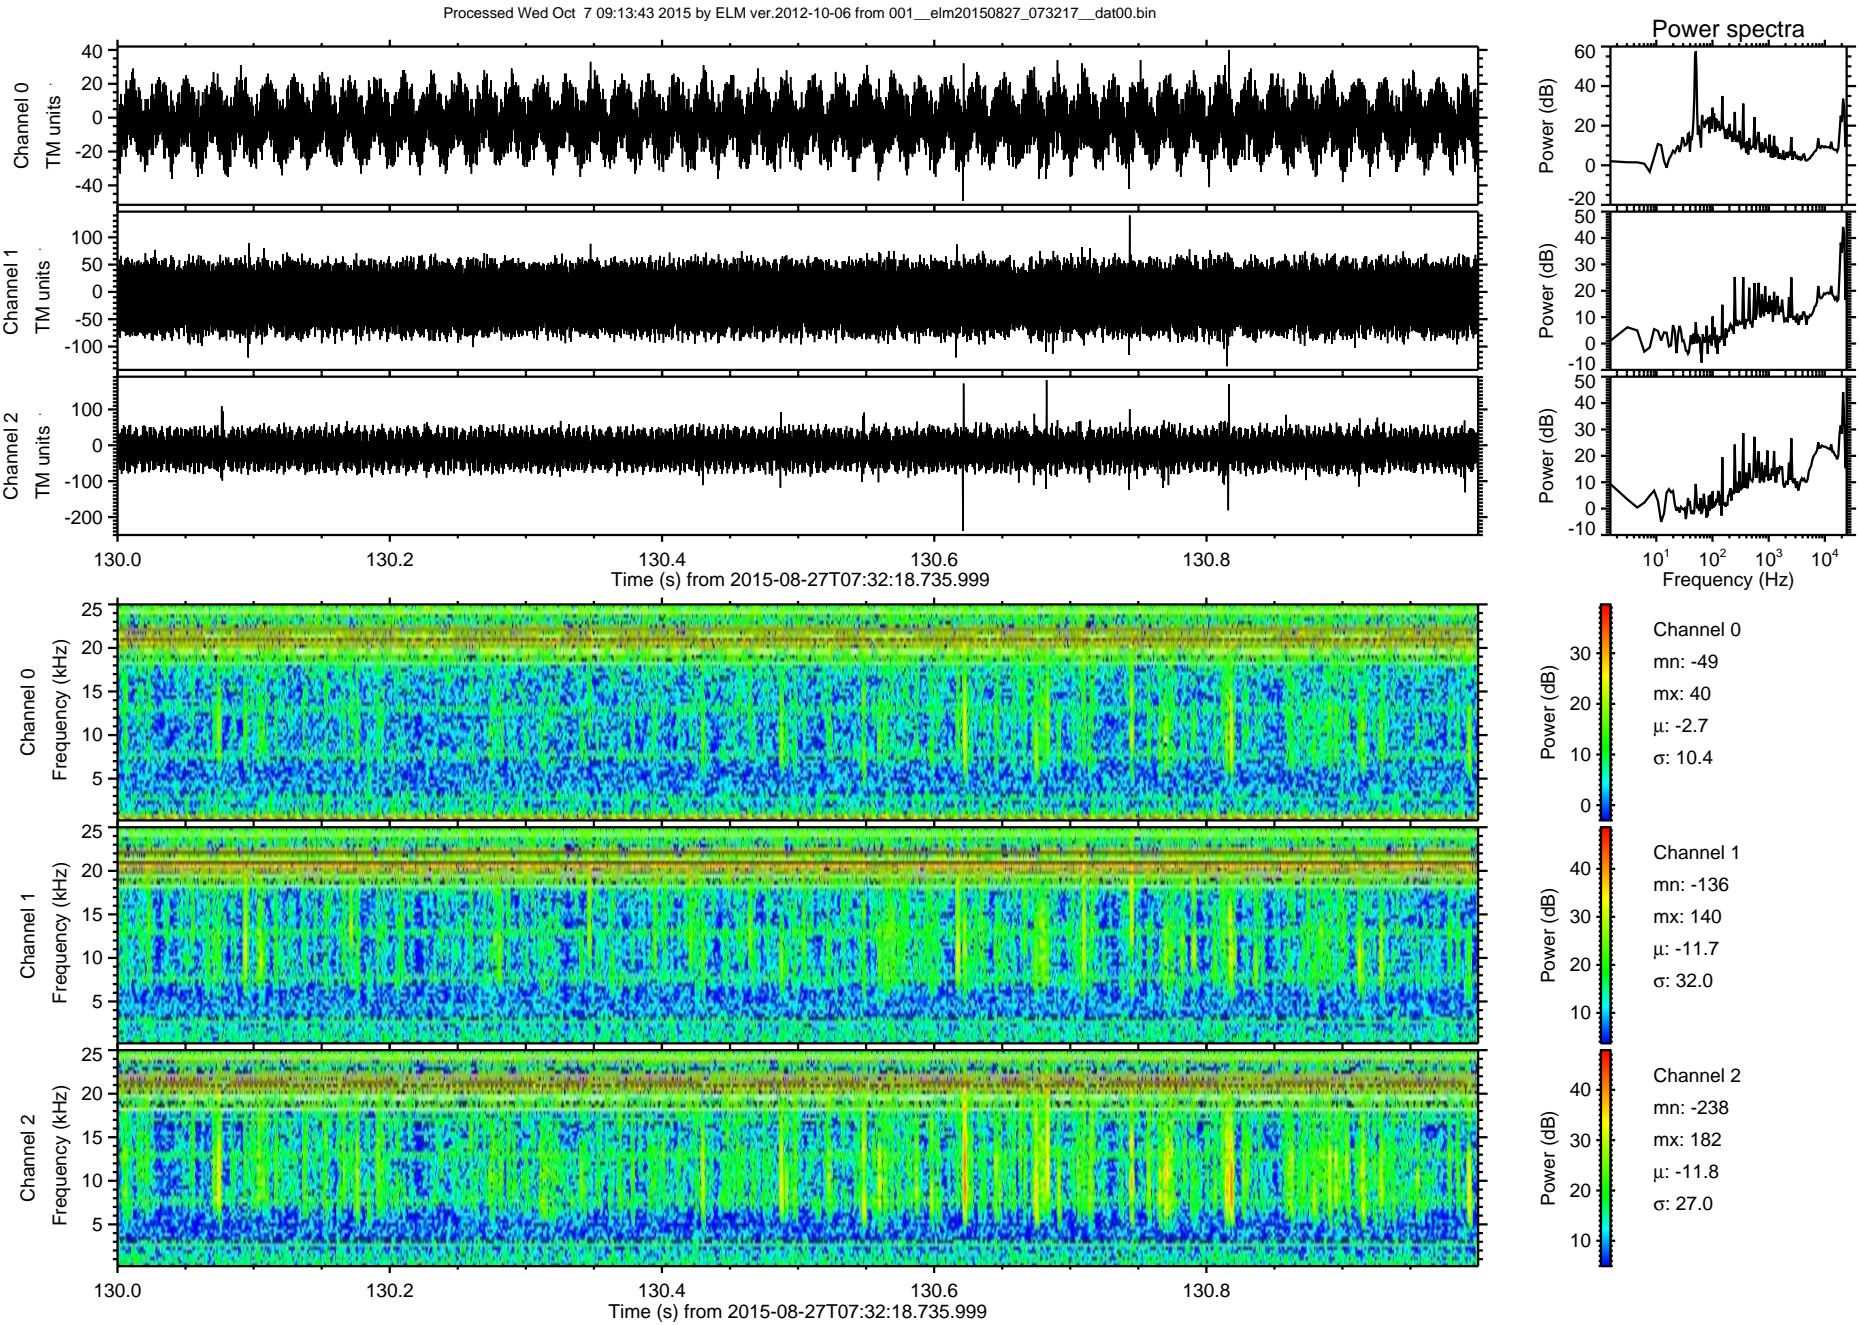 Processed Wed Oct  7 09:13:43 2015 by ELM ver.2012-10-06 from 001__elm20150827_073217__dat00.bin
Power spectra
Channel 0
TM units
40
20
0
-20
-40
Power (dB)
60
40
20
0
-20
Channel 1
TM units
100
50
0
-50
-100
Power (dB)
50
40
30
20
10
0
-10
Channel 2
TM units
100
0
-100
-200
Power (dB)
50
40
30
20
10
0
-10
130.0 130.2 130.4 130.6 130.8
Time (s) from 2015-08-27T07:32:18.735.999
10¹ 10² 10³ 10⁴
Frequency (Hz)
Channel 0
Frequency (kHz)
25
20
15
10
5
Power (dB)
30
20
10
0
Channel 0
mn: -49
mx: 40
μ: -2.7
σ: 10.4
Channel 1
Frequency (kHz)
25
20
15
10
5
Power (dB)
40
30
20
10
Channel 1
mn: -136
mx: 140
μ: -11.7
σ: 32.0
Channel 2
Frequency (kHz)
25
20
15
10
5
Power (dB)
40
30
20
10
Channel 2
mn: -238
mx: 182
μ: -11.8
σ: 27.0
130.0 130.2 130.4 130.6 130.8
Time (s) from 2015-08-27T07:32:18.735.999